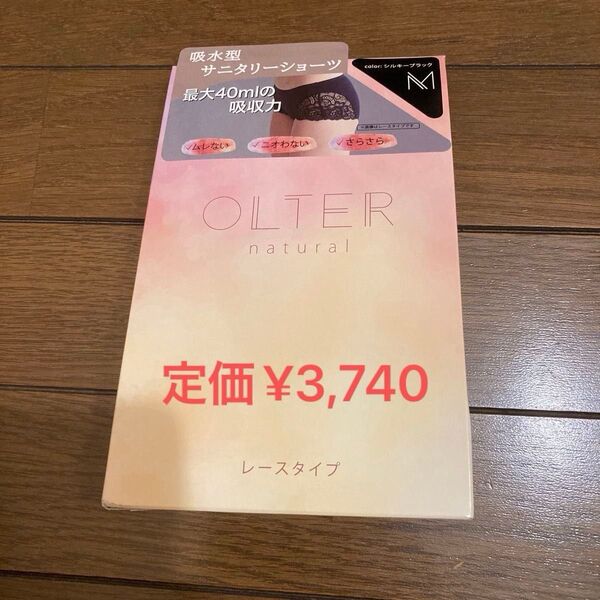 吸水型
サニタリーショーツ
最大40mlの
吸収力
ムレない
ニオわない
さらさら
color: シルキーブラック
M
OLTER
natural
定価¥3,740
レースタイプ